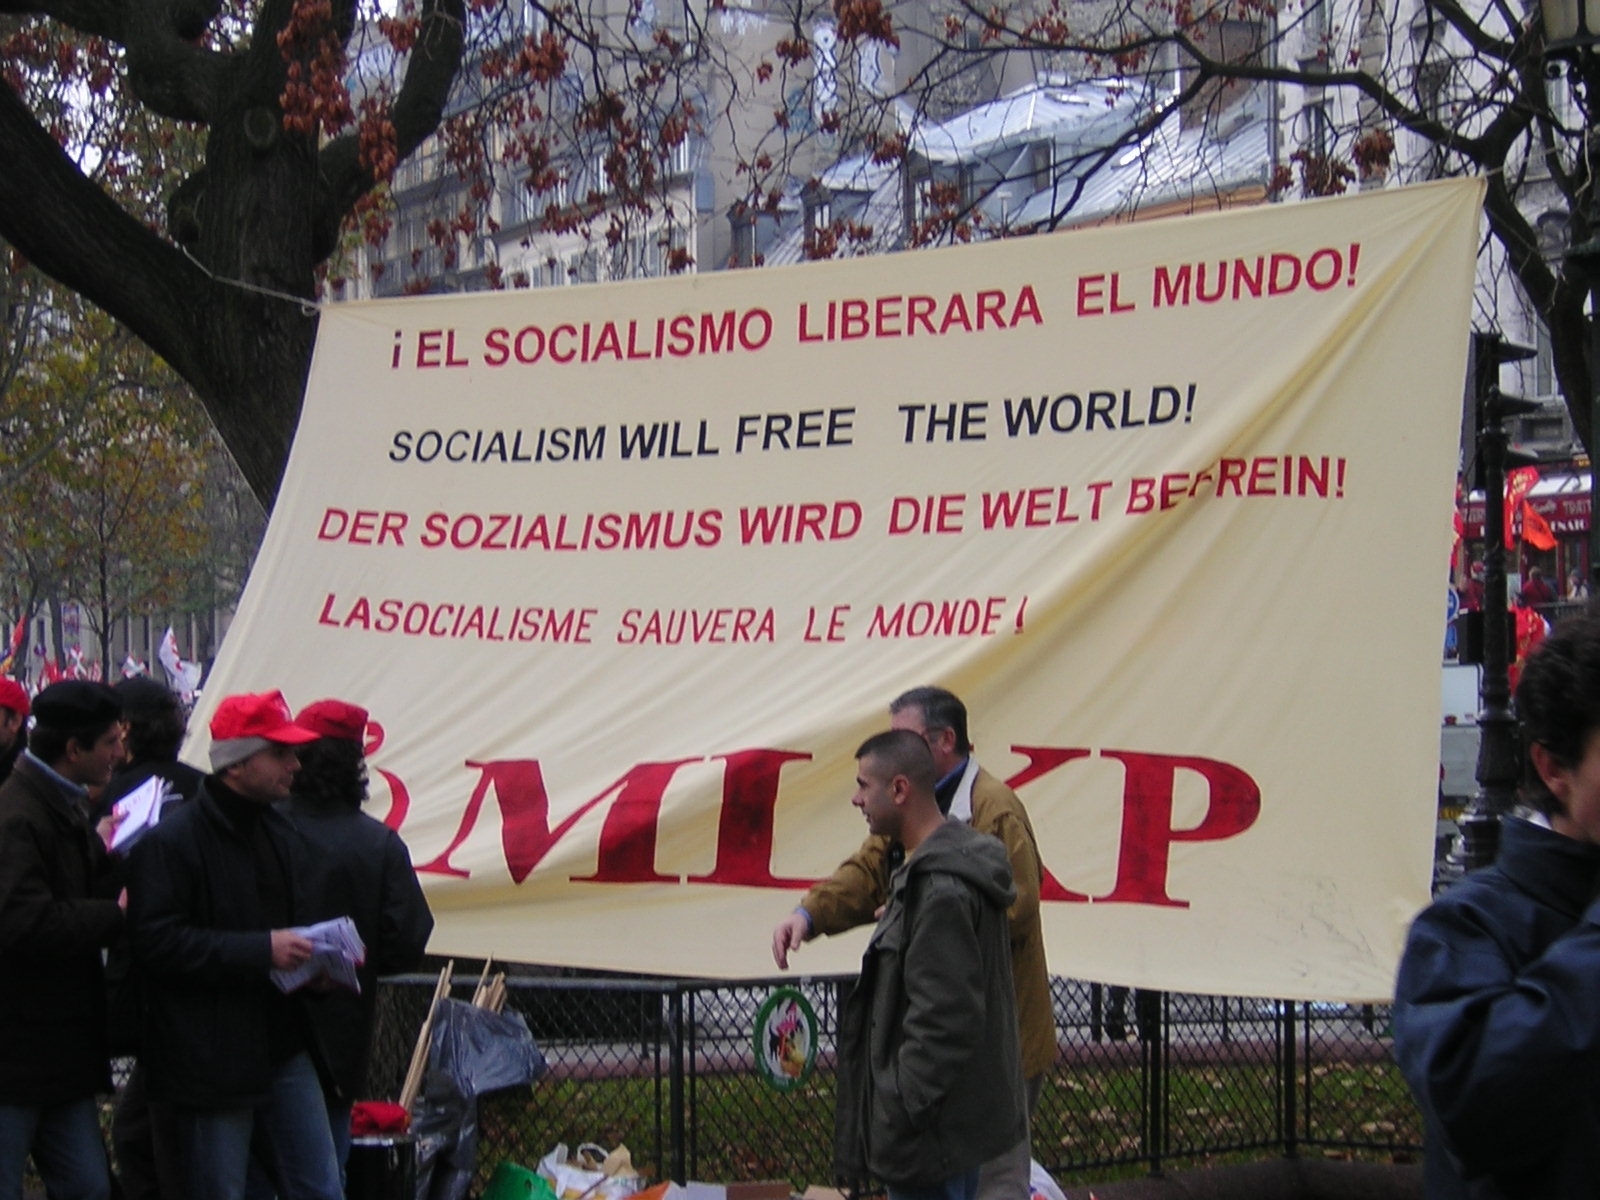 ¡ EL SOCIALISMO LIBERARA EL MUNDO!
SOCIALISM WILL FREE THE WORLD!
DER SOZIALISMUS WIRD DIE WELT BEFREIN!
LASOCIALISME SAUVERA LE MONDE!
MLKP